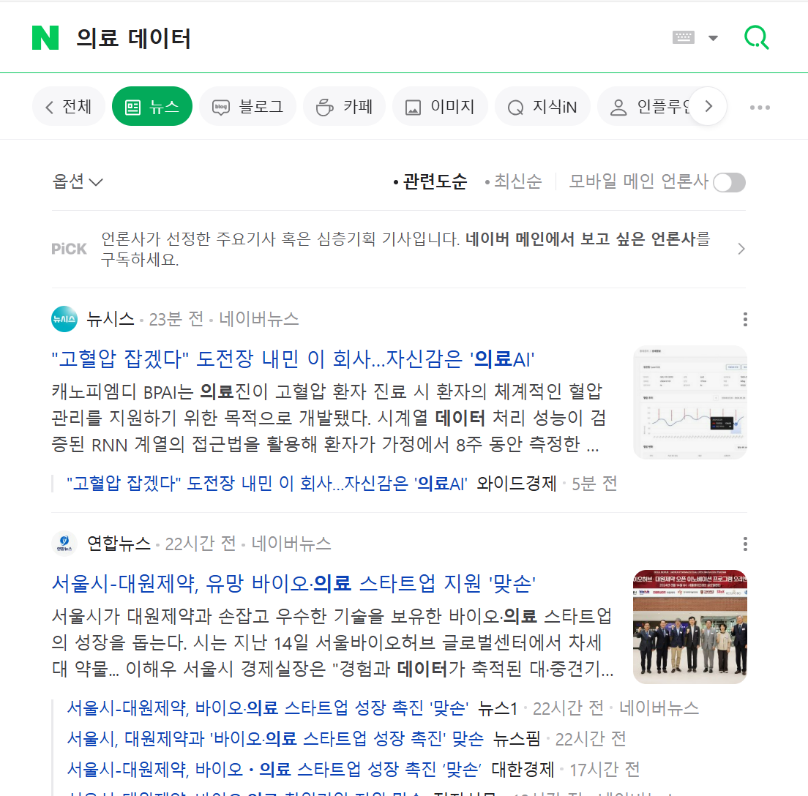 N 의료 데이터
전체 뉴스 blog 블로그 카페 이미지 지식iN 인플루언
옵션 • 관련도순 • 최신순 모바일 메인 언론사
PiCK 언론사가 선정한 주요기사 혹은 심층기획 기사입니다. 네이버 메인에서 보고 싶은 언론사를
구독하세요.
뉴시스 뉴시스 · 23분 전 · 네이버뉴스
"고혈압 잡겠다" 도전장 내민 이 회사…자신감은 '의료AI'
캐노피엠디 BPAI는 의료진이 고혈압 환자 진료 시 환자의 체계적인 혈압
관리를 지원하기 위한 목적으로 개발됐다. 시계열 데이터 처리 성능이 검
증된 RNN 계열의 접근법을 활용해 환자가 가정에서 8주 동안 측정한 ...
"고혈압 잡겠다" 도전장 내민 이 회사…자신감은 '의료AI' 와이드경제 · 5분 전
연합뉴스 · 22시간 전 · 네이버뉴스
서울시-대원제약, 유망 바이오·의료 스타트업 지원 '맞손'
서울시가 대원제약과 손잡고 우수한 기술을 보유한 바이오·의료 스타트업
의 성장을 돕는다. 시는 지난 14일 서울바이오허브 글로벌센터에서 차세
대 약물... 이해우 서울시 경제실장은 "경험과 데이터가 축적된 대·중견기...
서울시-대원제약, 바이오·의료 스타트업 성장 촉진 '맞손' 뉴스1 · 22시간 전 · 네이버뉴스
서울시, 대원제약과 '바이오·의료 스타트업 성장 촉진' 맞손 뉴스핌 · 22시간 전
서울시-대원제약, 바이오・의료 스타트업 성장 촉진 ‘맞손’ 대한경제 · 17시간 전